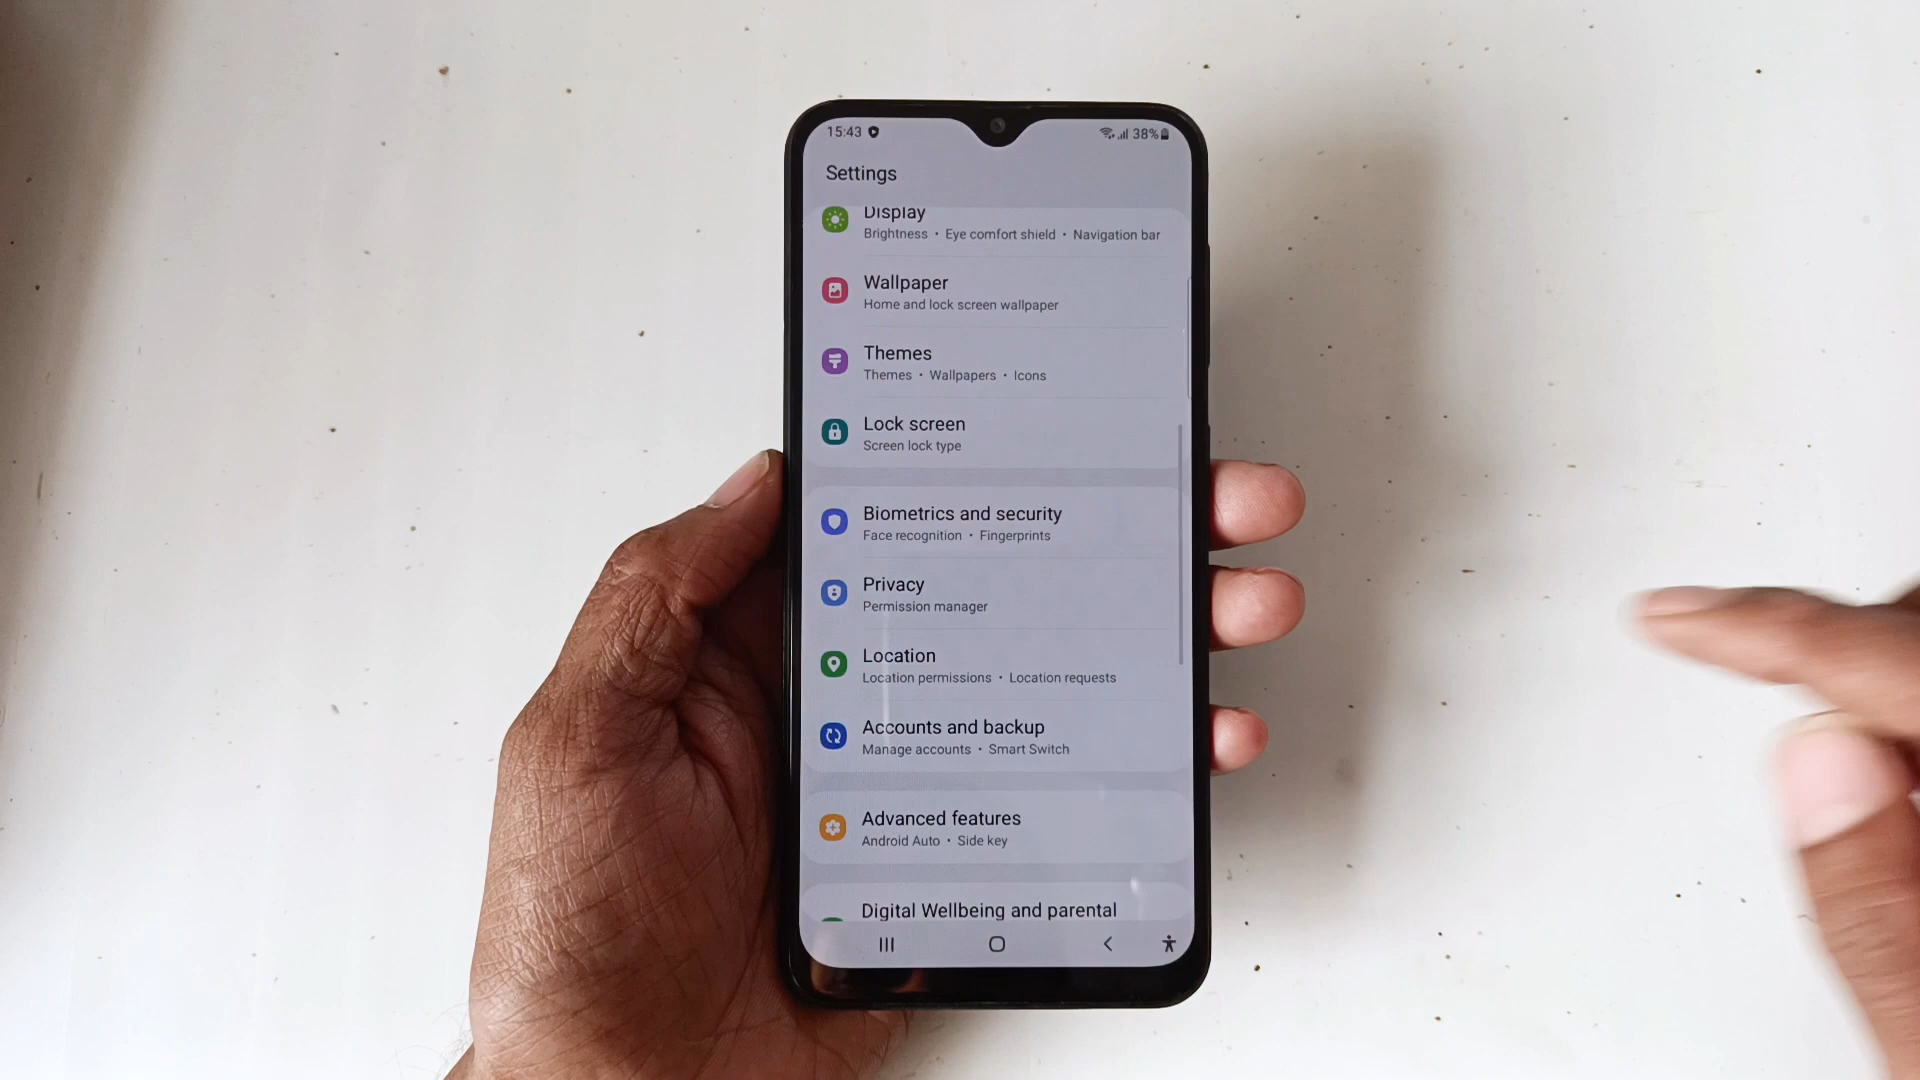 15:43
38%
Settings
Display
Brightness • Eye comfort shield • Navigation bar
Wallpaper
Home and lock screen wallpaper
Themes
Themes • Wallpapers • Icons
Lock screen
Screen lock type
Biometrics and security
Face recognition • Fingerprints
Privacy
Permission manager
Location
Location permissions • Location requests
Accounts and backup
Manage accounts • Smart Switch
Advanced features
Android Auto • Side key
Digital Wellbeing and parental